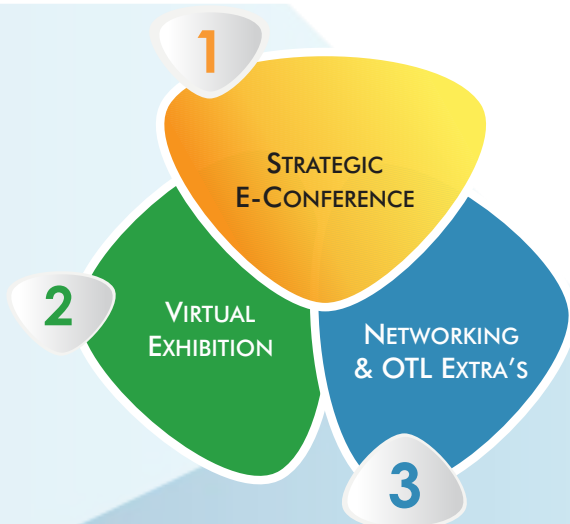 1
Strategic
E-Conference
2
Virtual
Exhibition
Networking
& OTL Extra's
3